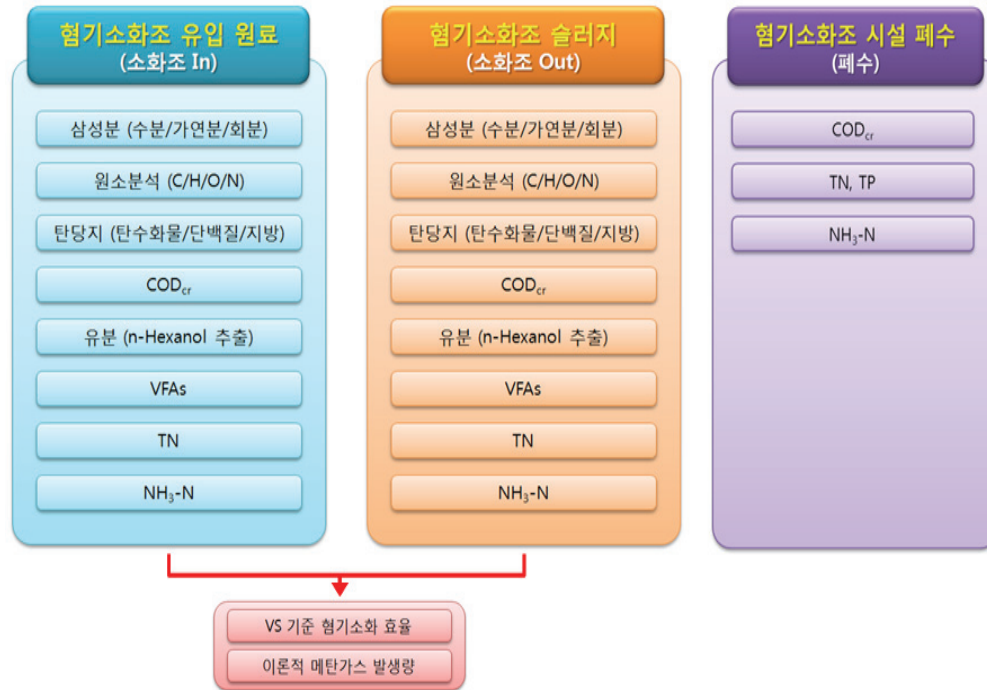 혐기소화조 유입 원료
(소화조 In)
삼성분 (수분/가연분/회분)
원소분석 (C/H/O/N)
탄당지 (탄수화물/단백질/지방)
CODcr
유분 (n-Hexanol 추출)
VFAs
TN
NH₃-N
혐기소화조 슬러지
(소화조 Out)
삼성분 (수분/가연분/회분)
원소분석 (C/H/O/N)
탄당지 (탄수화물/단백질/지방)
CODcr
유분 (n-Hexanol 추출)
VFAs
TN
NH₃-N
혐기소화조 시설 폐수
(폐수)
CODcr
TN, TP
NH₃-N
VS 기준 혐기소화 효율
이론적 메탄가스 발생량